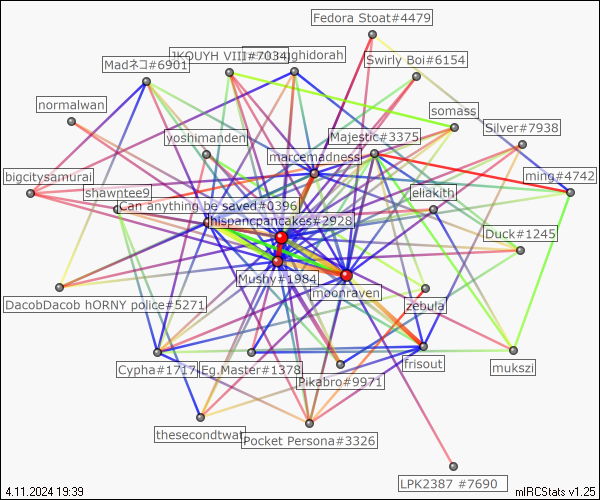 Fedora Stoat#4479
JKOUYH VIII#7034
ghidorah
Swirly Boi#6154
Madネコ#6901
normalwan
somass
Silver#7938
yoshimanden
Majestic#3375
marcemadness
bigcitysamurai
ming#4742
shawntee9
eliakith
Can anything be saved#0396
hispancpancakes#2928
Duck#1245
Mushy#1984
moonraven
DacobDacob hORNY police#5271
zebula
Cypha#1717
Eg.Master#1378
frisout
mukszi
Pikabro#9971
thesecondtwat
Pocket Persona#3326
LPK2387 #7690
4.11.2024 19:39
mIRCStats v1.25